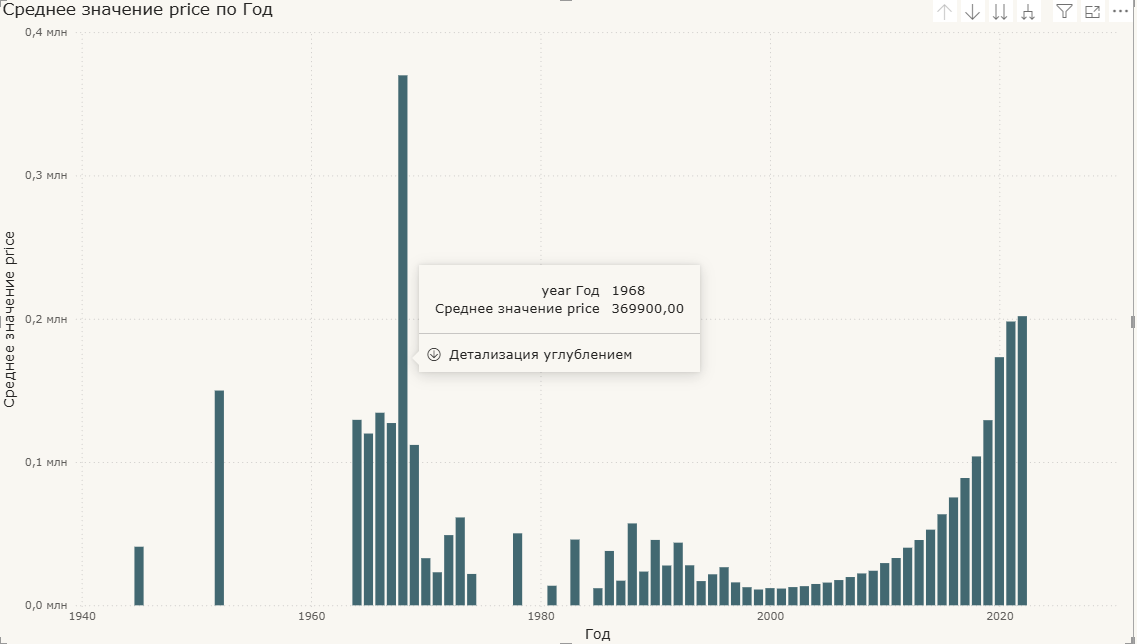 Среднее значение price по Год
0,4 млн
0,3 млн
0,2 млн
0,1 млн
0,0 млн
Среднее значение price
year Год 1968
Среднее значение price 369900,00
Детализация углублением
1940 1960 1980 2000 2020
Год